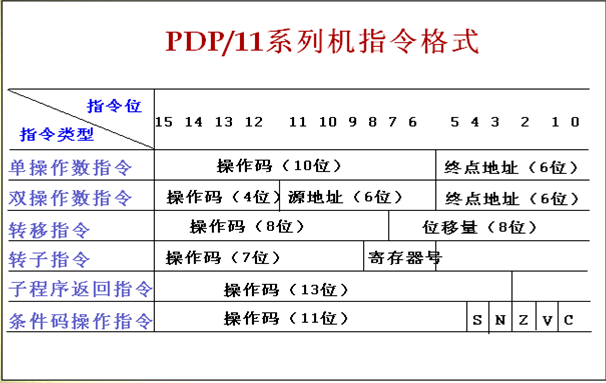 PDP/11系列机指令格式
指令位
15 14 13 12 11 10 9 8 7 6 5 4 3 2 1 0
指令类型
单操作数指令 操作码（10位） 终点地址（6位）
双操作数指令 操作码（4位） 源地址（6位） 终点地址（6位）
转移指令 操作码（8位） 位移量（8位）
转子指令 操作码（7位） 寄存器号
子程序返回指令 操作码（13位）
条件码操作指令 操作码（11位） S N Z V C